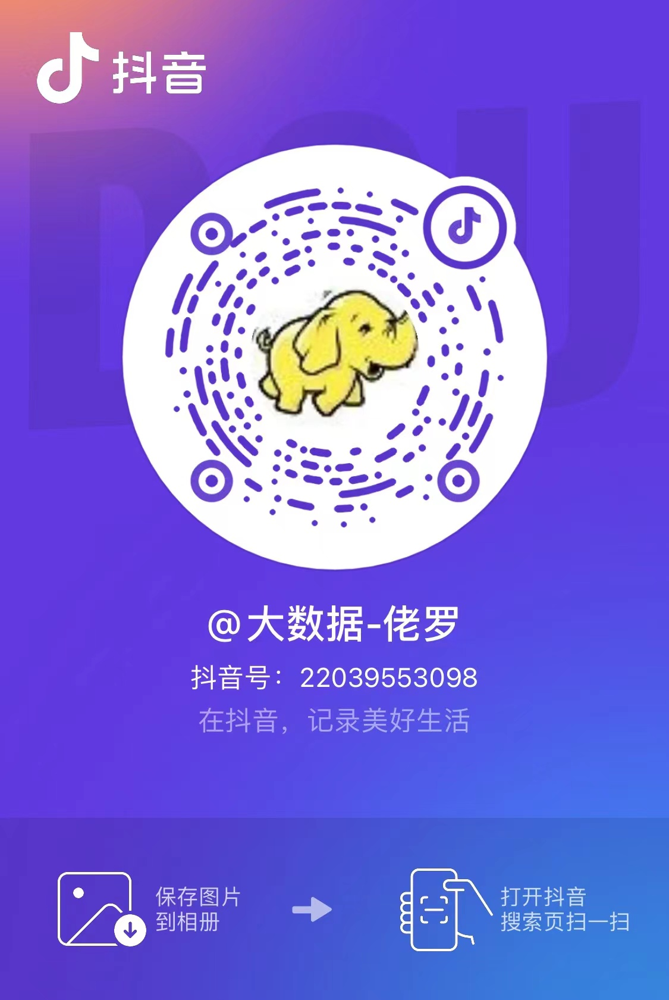 抖音
DOU
@大数据-佬罗
抖音号：22039553098
在抖音，记录美好生活
保存图片
到相册
打开抖音
搜索页扫一扫